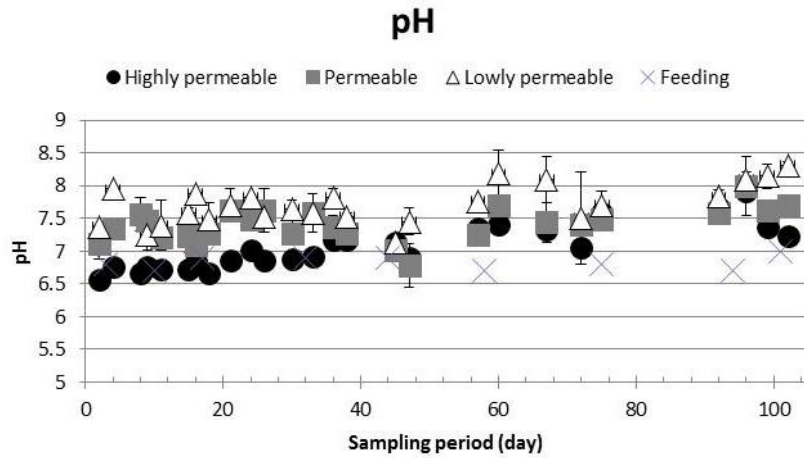 pH
Highly permeable Permeable Lowly permeable Feeding
9
8.5
8
7.5
7
6.5
6
5.5
5
pH
0 20 40 60 80 100
Sampling period (day)